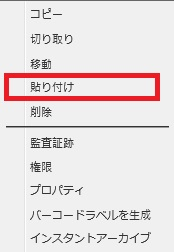 コピー
切り取り
移動
貼り付け
削除
監査証跡
権限
プロパティ
バーコードラベルを生成
インスタントアーカイブ